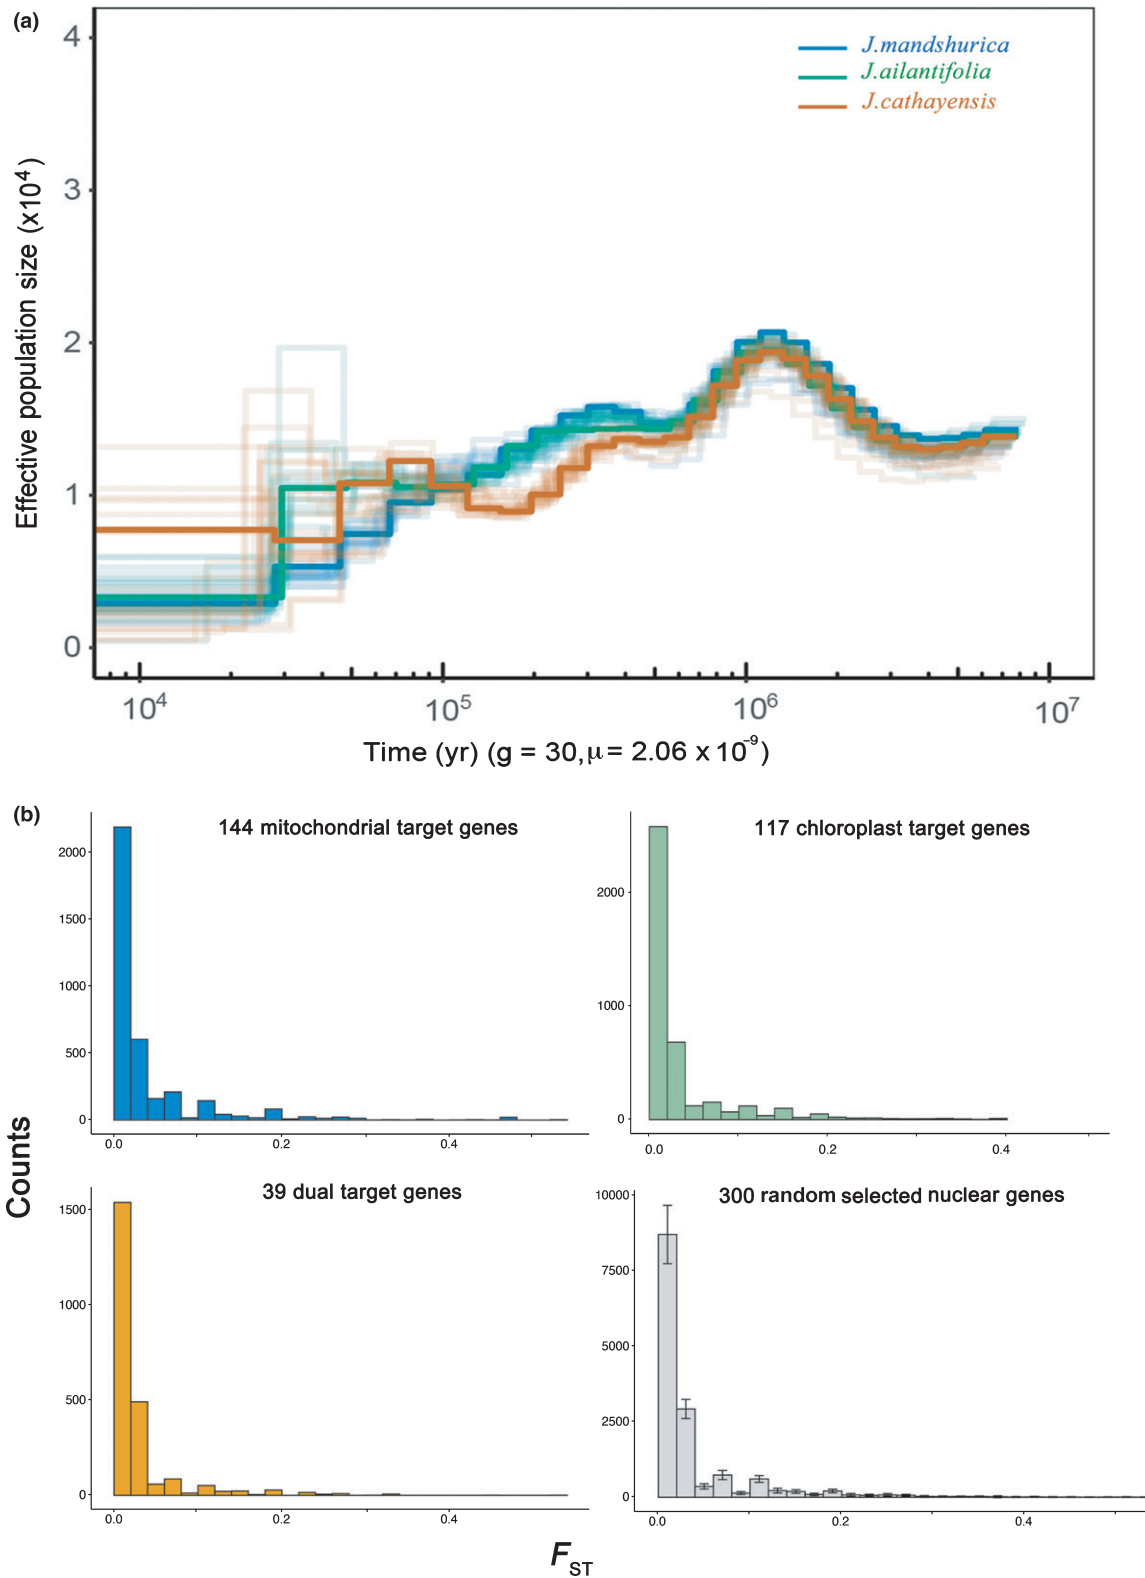 (a)
4
3
2
1
0
Effective population size (x10⁴)
J.mandshurica
J.ailantifolia
J.cathayensis
10⁴ 10⁵ 10⁶ 10⁷
Time (yr) (g = 30, μ = 2.06 x 10⁻⁹)
(b)
Counts
144 mitochondrial target genes
2000
1500
1000
500
0
0.0 0.2 0.4
117 chloroplast target genes
2000
1000
0
0.0 0.2 0.4
39 dual target genes
1500
1000
500
0
0.0 0.2 0.4
300 random selected nuclear genes
10000
7500
5000
2500
0
0.0 0.2 0.4
F_ST